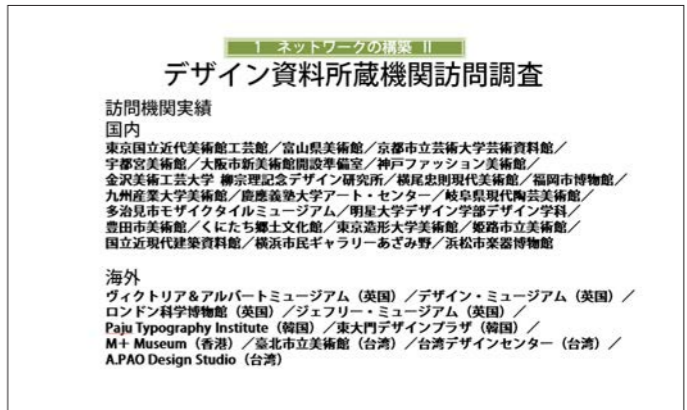 1 ネットワークの構築 II
デザイン資料所蔵機関訪問調査
訪問機関実績
国内
東京国立近代美術館工芸館／富山県美術館／京都市立芸術大学芸術資料館／
宇都宮美術館／大阪市新美術館開設準備室／神戸ファッション美術館／
金沢美術工芸大学 柳宗理記念デザイン研究所／横尾忠則現代美術館／福岡市博物館／
九州産業大学美術館／慶應義塾大学アート・センター／岐阜県現代陶芸美術館／
多治見市モザイクタイルミュージアム／明星大学デザイン学部デザイン学科／
豊田市美術館／くにたち郷土文化館／東京造形大学美術館／姫路市立美術館／
国立近現代建築資料館／横浜市民ギャラリーあざみ野／浜松市楽器博物館
海外
ヴィクトリア＆アルバートミュージアム（英国）／デザイン・ミュージアム（英国）／
ロンドン科学博物館（英国）／ジェフリー・ミュージアム（英国）／
Paju Typography Institute（韓国）／東大門デザインプラザ（韓国）／
M+ Museum（香港）／臺北市立美術館（台湾）／台湾デザインセンター（台湾）／
A.PAO Design Studio（台湾）